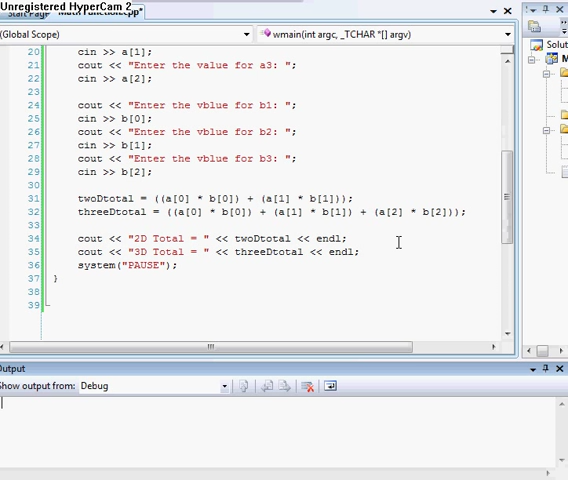 Unregistered HyperCam 2
Start Page Math Function.cpp*
(Global Scope) wmain(int argc, _TCHAR *[] argv)
20 cin >> a[1];
21 cout << "Enter the value for a3: ";
22 cin >> a[2];
23
24 cout << "Enter the vblue for b1: ";
25 cin >> b[0];
26 cout << "Enter the vblue for b2: ";
27 cin >> b[1];
28 cout << "Enter the vblue for b3: ";
29 cin >> b[2];
30
31 twoDtotal = ((a[0] * b[0]) + (a[1] * b[1]));
32 threeDtotal = ((a[0] * b[0]) + (a[1] * b[1]) + (a[2] * b[2]));
33
34 cout << "2D Total = " << twoDtotal << endl;
35 cout << "3D Total = " << threeDtotal << endl;
36 system("PAUSE");
37 }
38
39
Solut
M
Output
Show output from: Debug